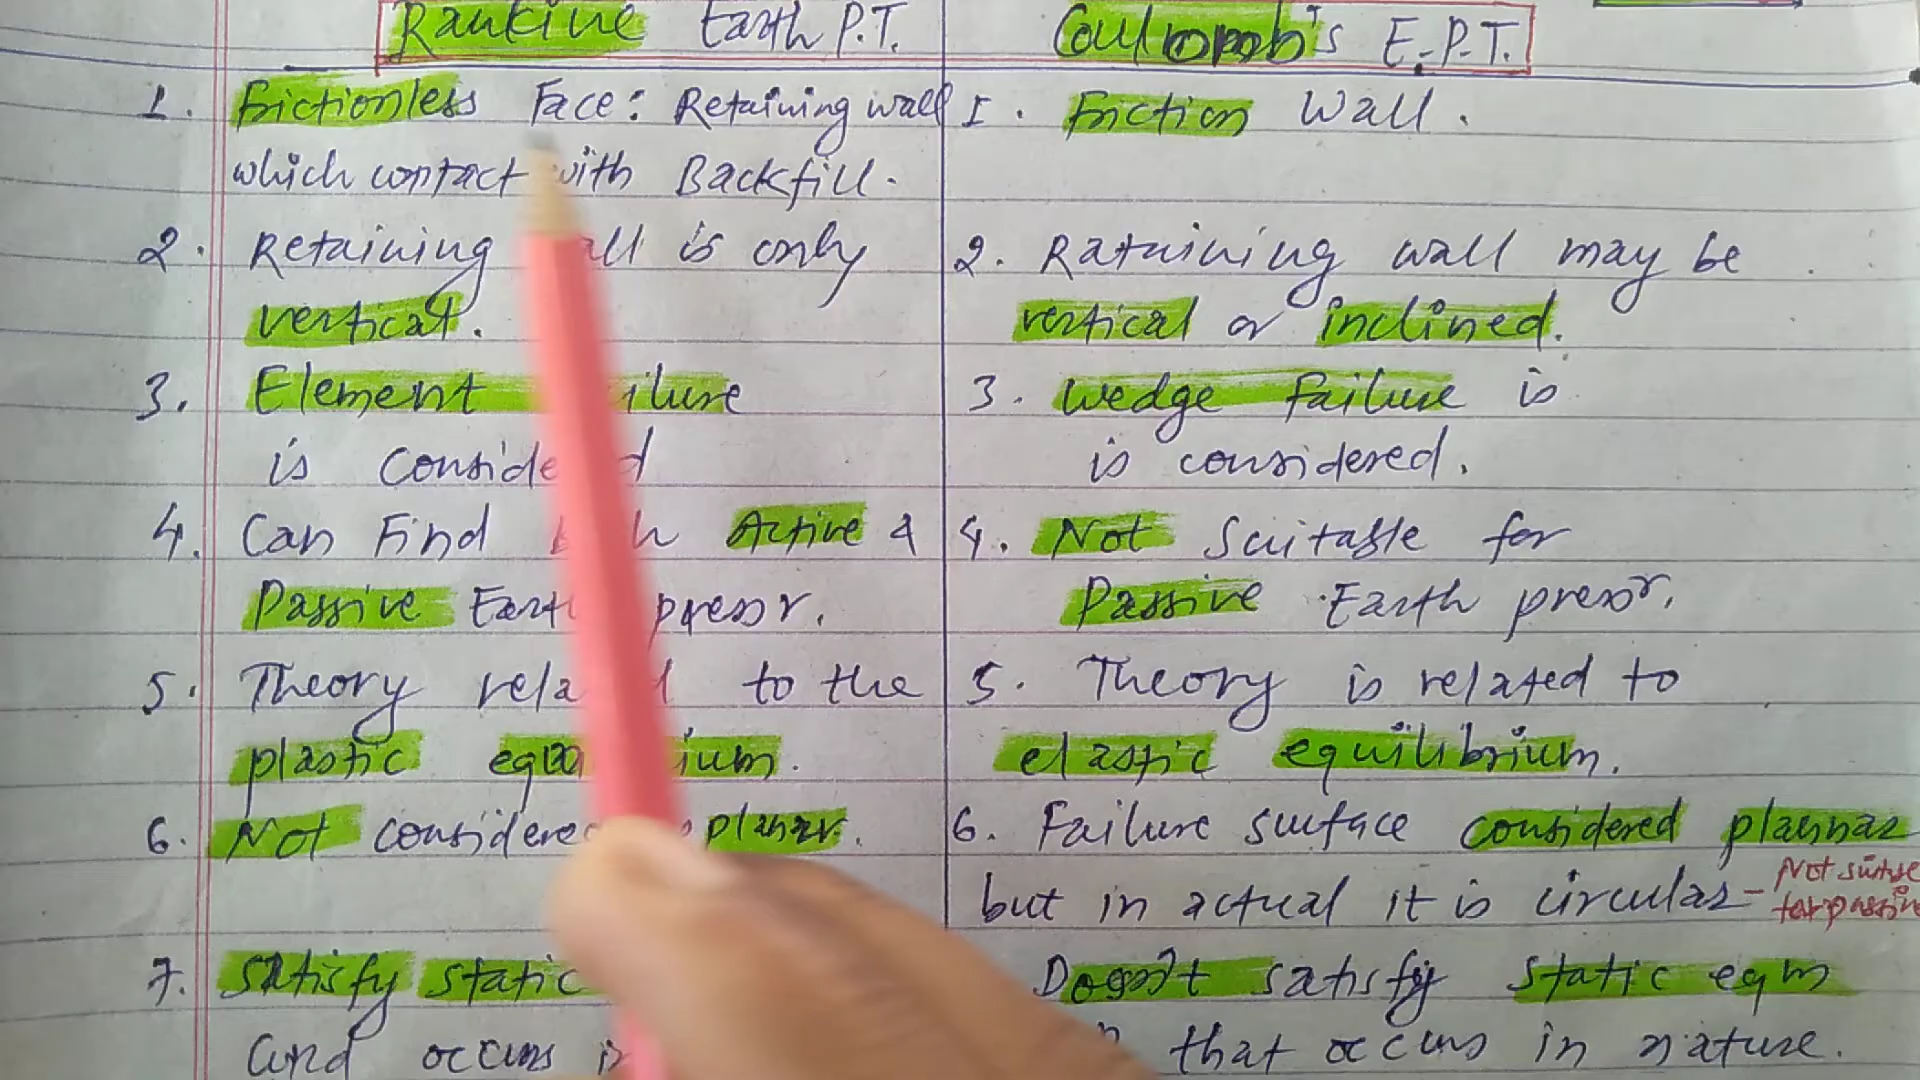 Rankine Earth P.T.
1. Frictionless Face: Retaining wall
which contact with Backfill.
2. Retaining all is only
vertical.
3. Element ilure
is Conside d
4. Can Find h Active &
Passive Eart presr.
5. Theory rela d to the
plastic eq ium.
6. Not considere planar.
7. Satisfy static
and occurs i
Coulomb's E.P.T.
1. Friction Wall.
2. Rataining wall may be
vertical or inclined.
3. Wedge Failure is
is considered.
4. Not Suitable for
Passive Earth presr.
5. Theory is related to
elastic equilibrium.
6. Failure surface considered plannar
but in actual it is circular -
Not
for passive
Doesn't satisfy static eqm
that occurs in nature.